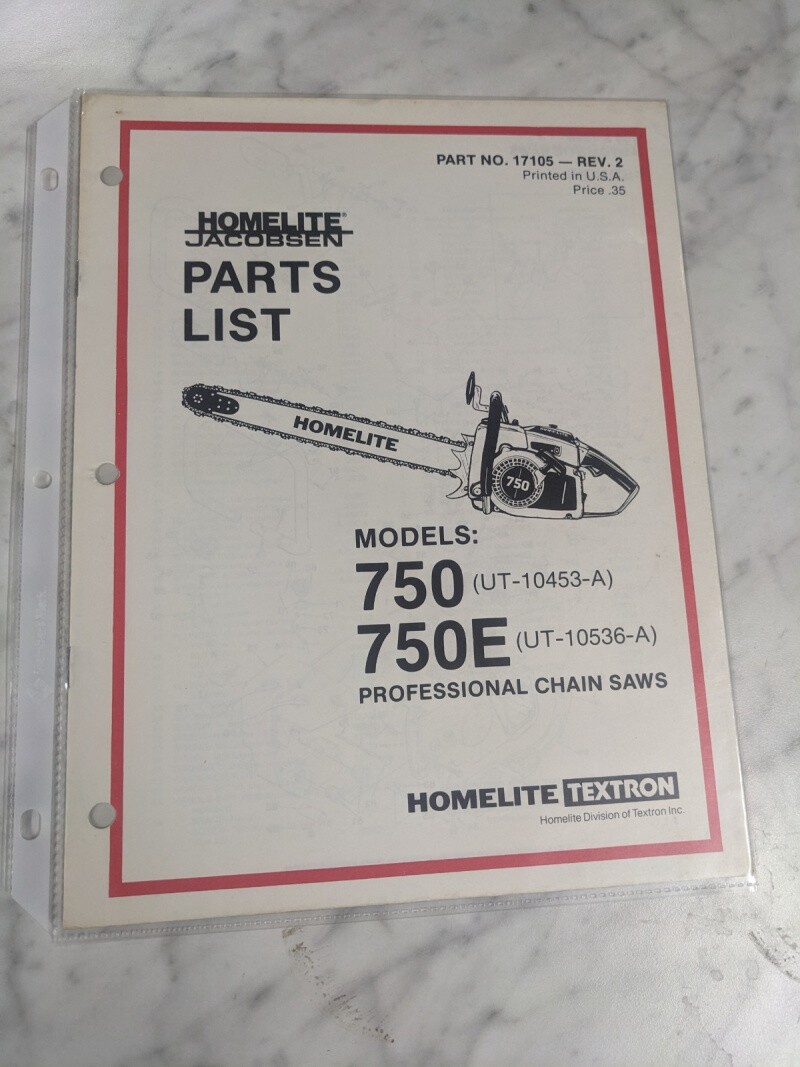 PART NO. 17105 — REV. 2
Printed in U.S.A.
Price .35
HOMELITE®
JACOBSEN
PARTS
LIST
HOMELITE
750
MODELS:
750 (UT-10453-A)
750E (UT-10536-A)
PROFESSIONAL CHAIN SAWS
HOMELITE TEXTRON
Homelite Division of Textron Inc.